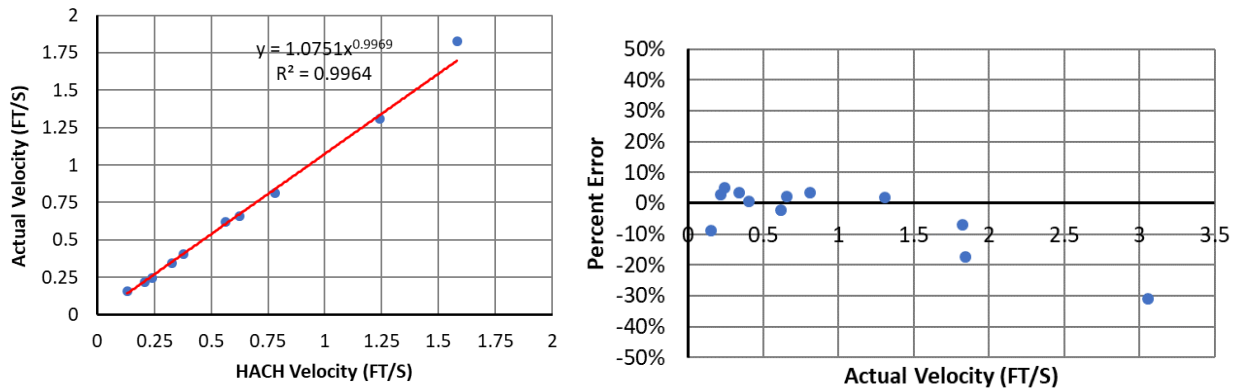 2
1.75
1.5
1.25
1
0.75
0.5
0.25
0
Actual Velocity (FT/S)
y = 1.0751x^0.9969
R² = 0.9964
0 0.25 0.5 0.75 1 1.25 1.5 1.75 2
HACH Velocity (FT/S)
50%
40%
30%
20%
10%
0%
-10%
-20%
-30%
-40%
-50%
Percent Error
0 0.5 1 1.5 2 2.5 3 3.5
Actual Velocity (FT/S)